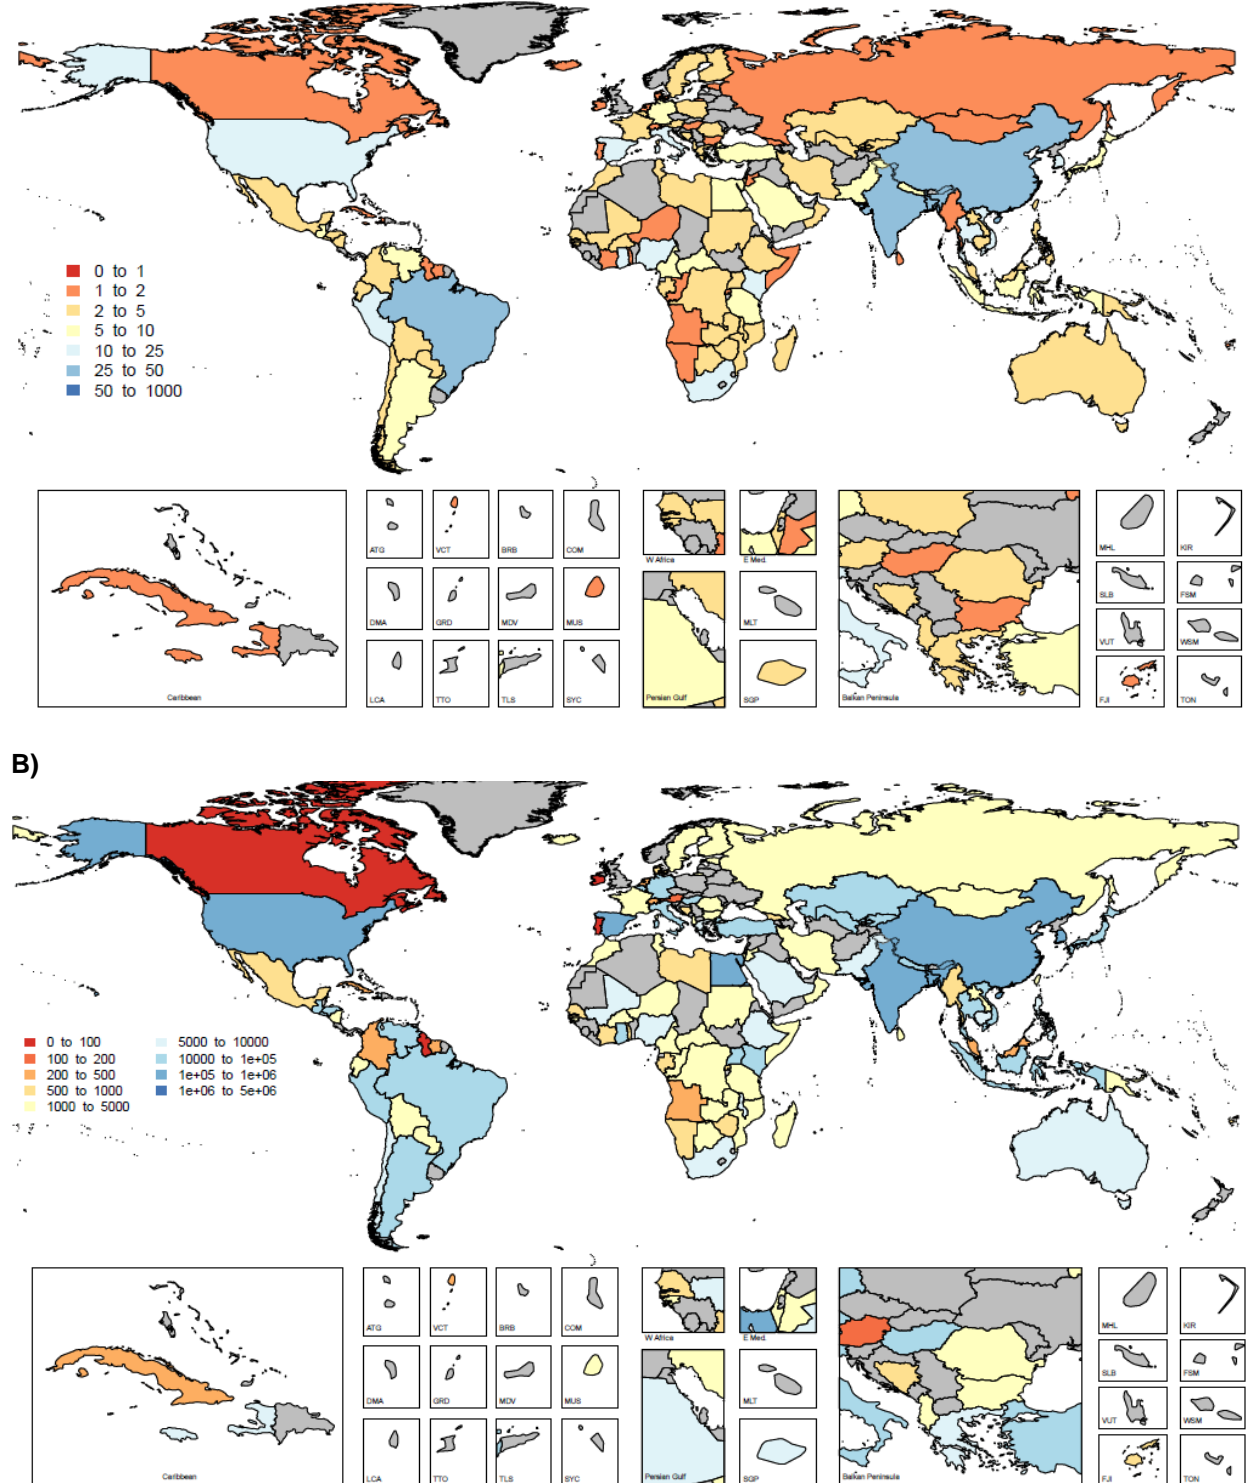 0 to 1
1 to 2
2 to 5
5 to 10
10 to 25
25 to 50
50 to 1000
ATG
VCT
BRB
COM
W Africa
E Med.
MHL
KIR
DMA
GRD
MDV
MUS
MLT
SLB
FSM
VUT
WSM
LCA
TTO
TLS
SYC
Caribbean
Persian Gulf
SGP
Balkan Peninsula
FJI
TON
B)
0 to 100
100 to 200
200 to 500
500 to 1000
1000 to 5000
5000 to 10000
10000 to 1e+05
1e+05 to 1e+06
1e+06 to 5e+06
ATG
VCT
BRB
COM
W Africa
E Med.
MHL
KIR
DMA
GRD
MDV
MUS
MLT
SLB
FSM
VUT
WSM
LCA
TTO
TLS
SYC
Caribbean
Persian Gulf
SGP
Balkan Peninsula
FJI
TON